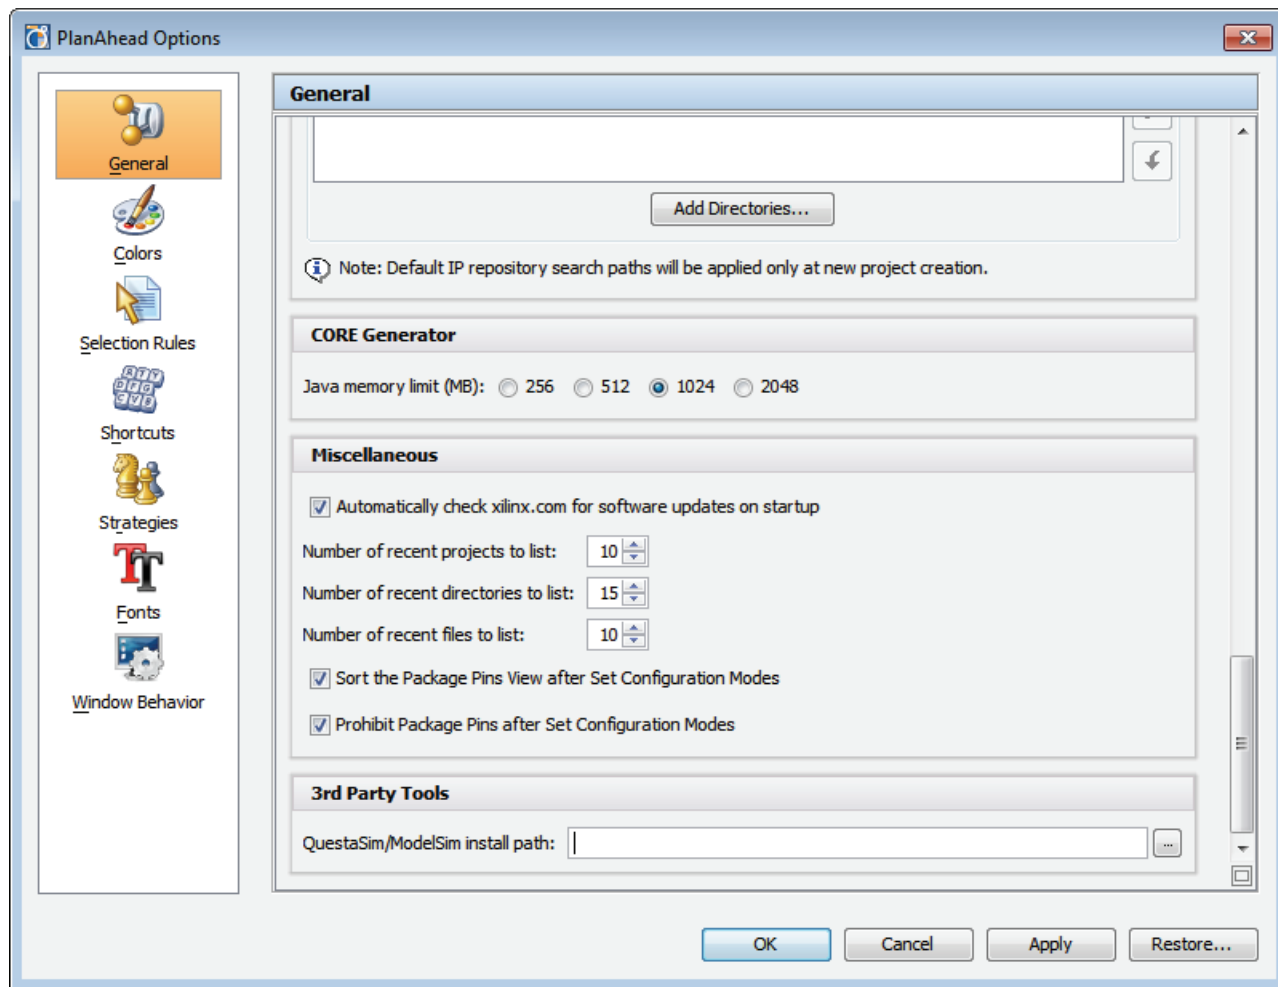 PlanAhead Options
General
Colors
Selection Rules
Shortcuts
Strategies
Fonts
Window Behavior
General
Add Directories...
Note: Default IP repository search paths will be applied only at new project creation.
CORE Generator
Java memory limit (MB): 256 512 1024 2048
Miscellaneous
Automatically check xilinx.com for software updates on startup
Number of recent projects to list: 10
Number of recent directories to list: 15
Number of recent files to list: 10
Sort the Package Pins View after Set Configuration Modes
Prohibit Package Pins after Set Configuration Modes
3rd Party Tools
QuestaSim/ModelSim install path: ...
OK Cancel Apply Restore...